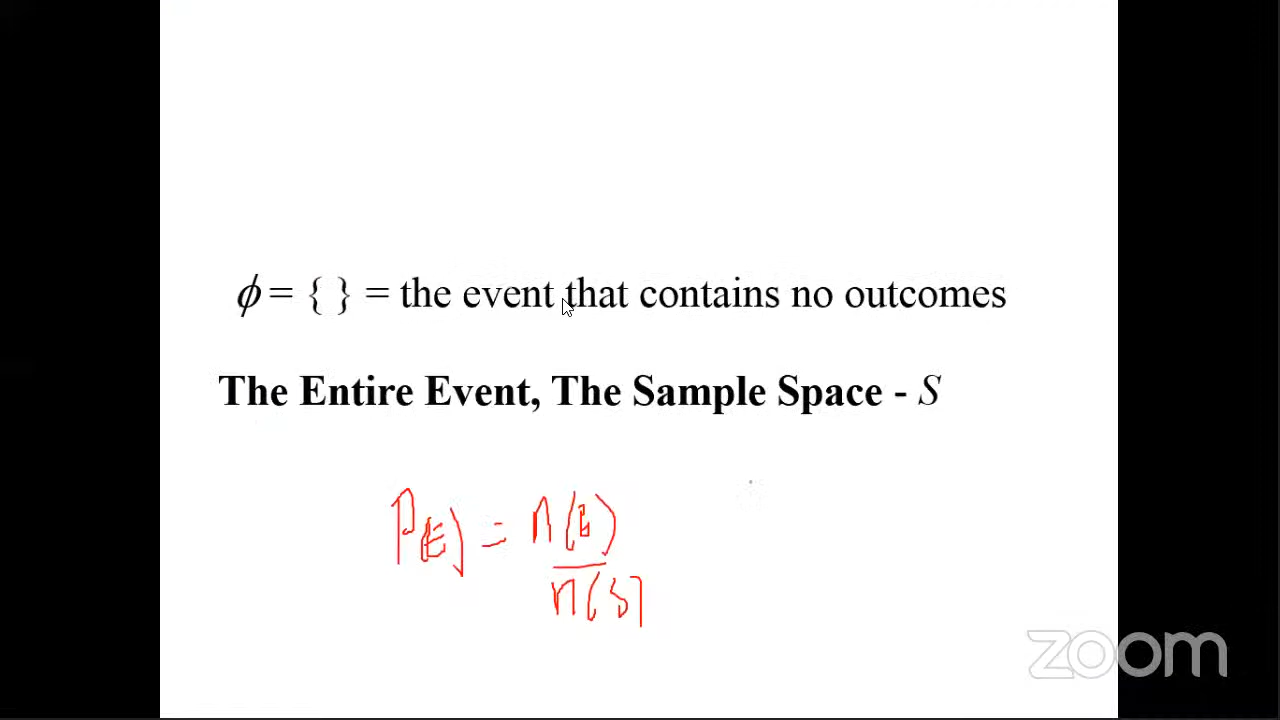 ϕ = { } = the event that contains no outcomes
The Entire Event, The Sample Space - S
P(E) = n(E)
n(S)
zoom